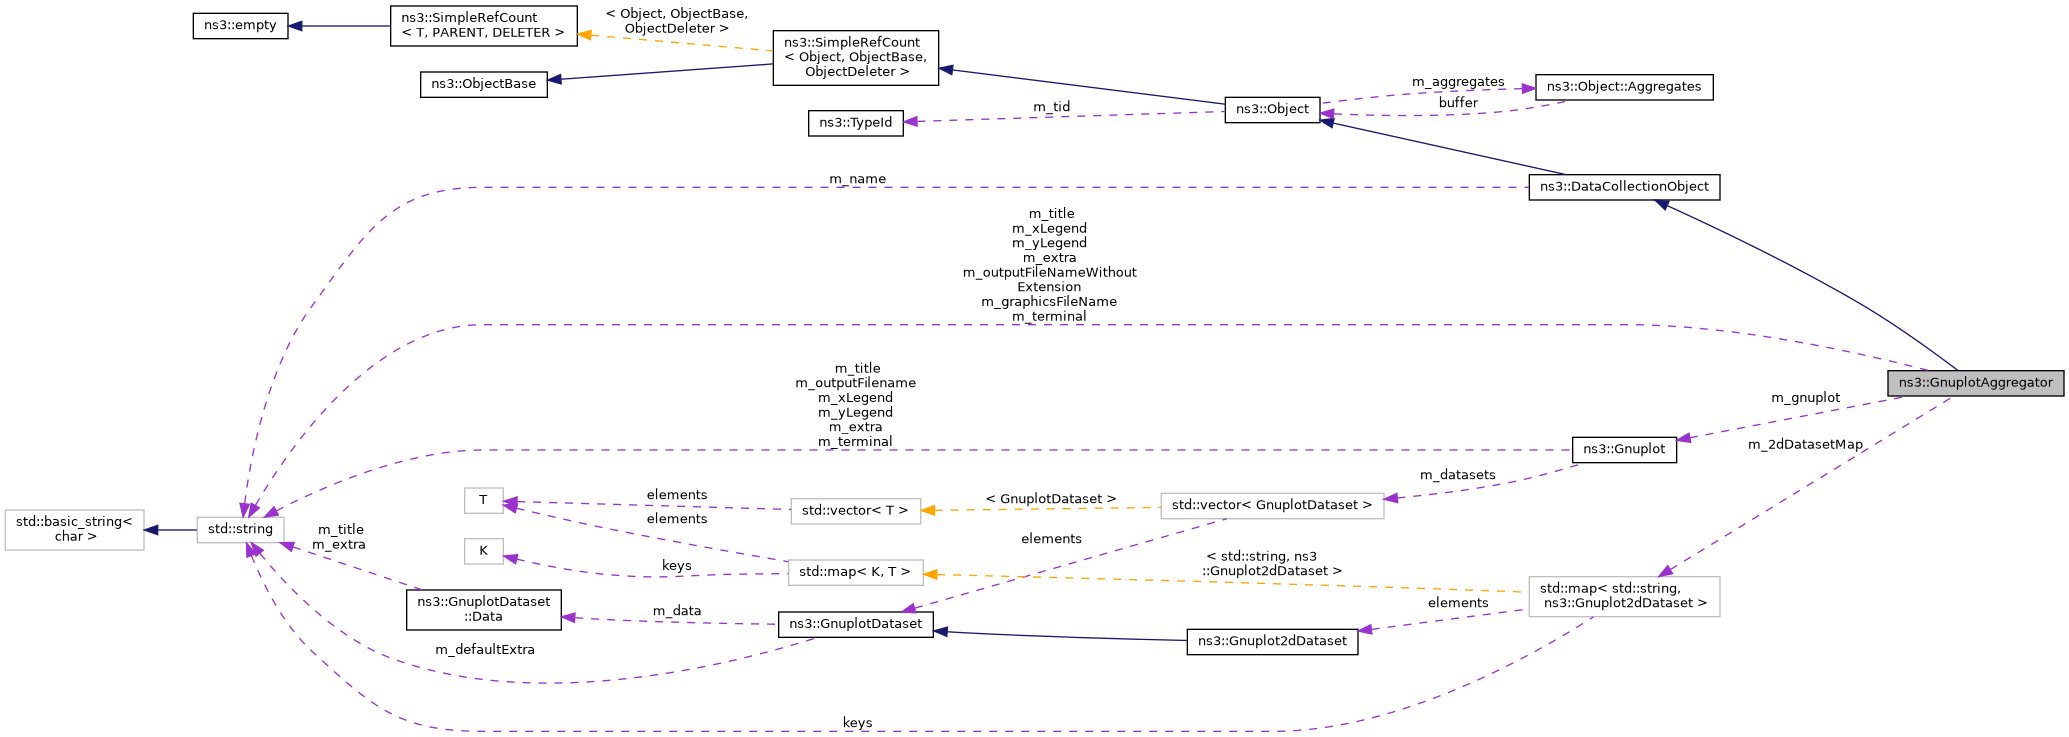 ns3::empty
ns3::SimpleRefCount
< T, PARENT, DELETER >
< Object, ObjectBase,
ObjectDeleter >
ns3::ObjectBase
ns3::SimpleRefCount
< Object, ObjectBase,
ObjectDeleter >
ns3::TypeId
m_tid
ns3::Object
m_aggregates
buffer
ns3::Object::Aggregates
m_name
ns3::DataCollectionObject
m_title
m_xLegend
m_yLegend
m_extra
m_outputFileNameWithout
Extension
m_graphicsFileName
m_terminal
ns3::GnuplotAggregator
m_title
m_outputFilename
m_xLegend
m_yLegend
m_extra
m_terminal
m_gnuplot
ns3::Gnuplot
m_2dDatasetMap
m_datasets
T
elements
std::vector< T >
< GnuplotDataset >
std::vector< GnuplotDataset >
std::basic_string<
char >
std::string
m_title
m_extra
K
elements
keys
std::map< K, T >
elements
< std::string, ns3
::Gnuplot2dDataset >
std::map< std::string,
ns3::Gnuplot2dDataset >
ns3::GnuplotDataset
::Data
m_data
ns3::GnuplotDataset
elements
ns3::Gnuplot2dDataset
m_defaultExtra
keys